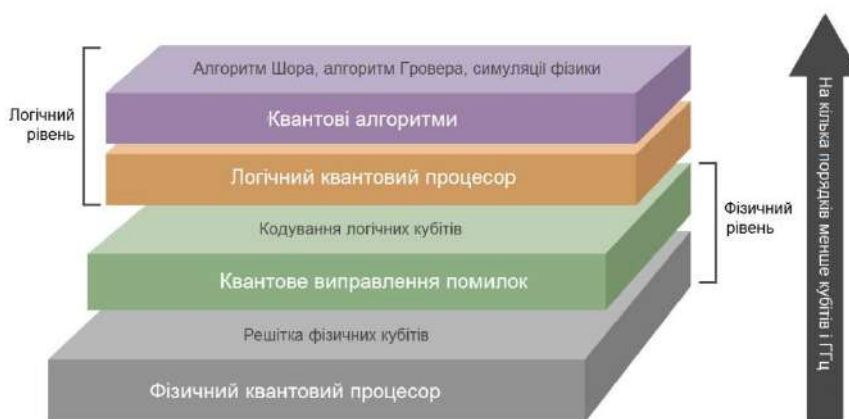 Алгоритм Шора, алгоритм Гровера, симуляції фізики
Квантові алгоритми
Логічний
рівень
Логічний квантовий процесор
Кодування логічних кубітів
Квантове виправлення помилок
Фізичний
рівень
Решітка фізичних кубітів
Фізичний квантовий процесор
На кілька порядків менше кубітів і ГГц